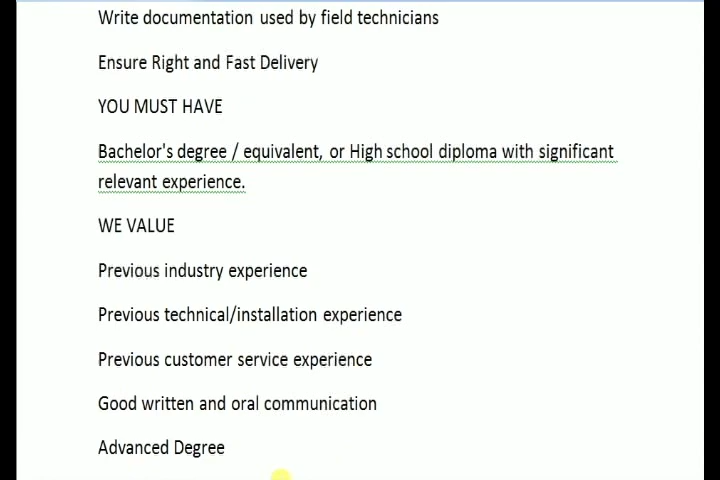 Write documentation used by field technicians
Ensure Right and Fast Delivery
YOU MUST HAVE
Bachelor's degree / equivalent, or High school diploma with significant
relevant experience.
WE VALUE
Previous industry experience
Previous technical/installation experience
Previous customer service experience
Good written and oral communication
Advanced Degree